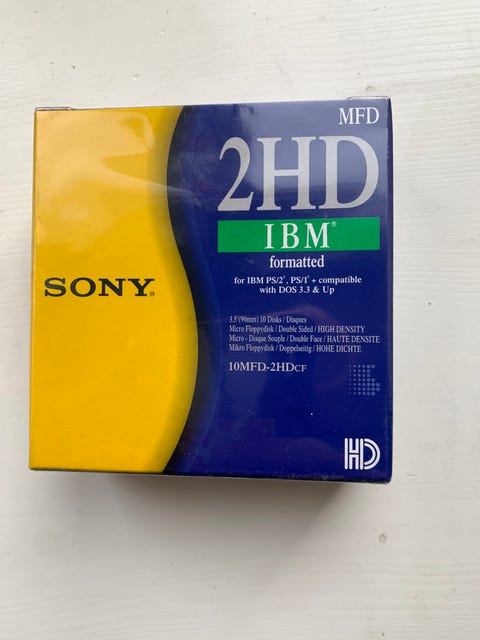 MFD
2HD
IBM®
formatted
for IBM PS/2®, PS/1® + compatible
with DOS 3.3 & Up
SONY®
3.5"(90mm) 10 Disks / Disques
Micro Floppydisk / Double Sided / HIGH DENSITY
Micro - Disque Souple / Double Face / HAUTE DENSITE
Mikro Floppydisk / Doppelseitig / HOHE DICHTE
10MFD-2HDCF
HD